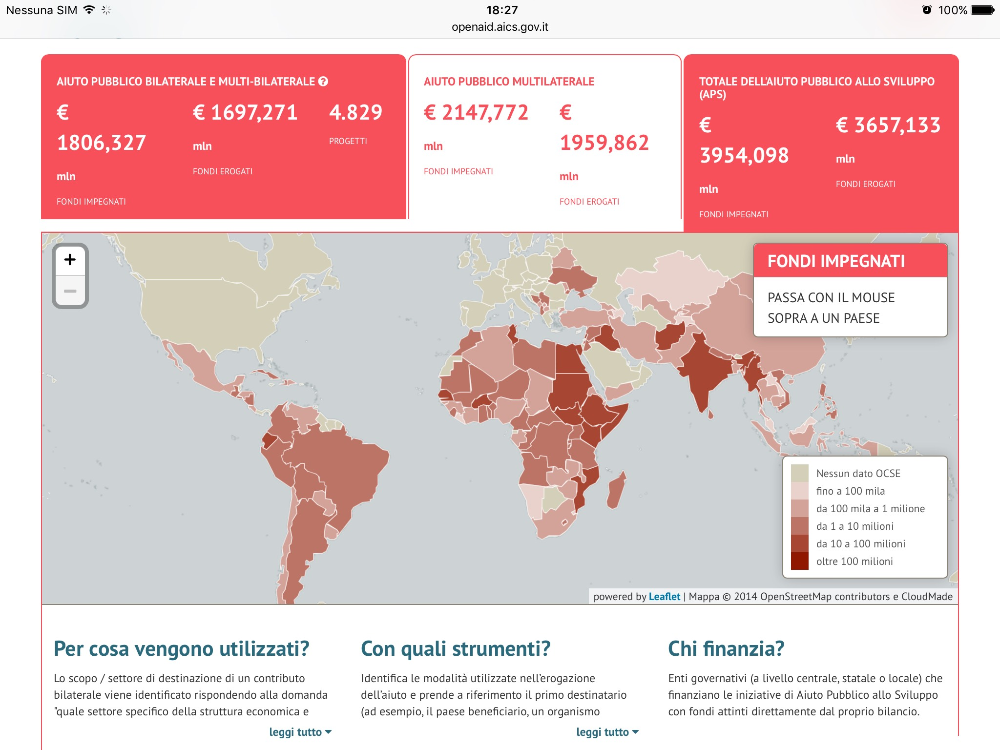 Nessuna SIM
18:27
100%
openaid.aics.gov.it
AIUTO PUBBLICO BILATERALE E MULTI-BILATERALE ?
€
1806,327
mln
FONDI IMPEGNATI
€ 1697,271
mln
FONDI EROGATI
4.829
PROGETTI
AIUTO PUBBLICO MULTILATERALE
€ 2147,772
mln
FONDI IMPEGNATI
€
1959,862
mln
FONDI EROGATI
TOTALE DELL'AIUTO PUBBLICO ALLO SVILUPPO
(APS)
€
3954,098
mln
FONDI IMPEGNATI
€ 3657,133
mln
FONDI EROGATI
+
−
FONDI IMPEGNATI
PASSA CON IL MOUSE
SOPRA A UN PAESE
Nessun dato OCSE
fino a 100 mila
da 100 mila a 1 milione
da 1 a 10 milioni
da 10 a 100 milioni
oltre 100 milioni
powered by Leaflet | Mappa © 2014 OpenStreetMap contributors e CloudMade
Per cosa vengono utilizzati?
Lo scopo / settore di destinazione di un contributo
bilaterale viene identificato rispondendo alla domanda
"quale settore specifico della struttura economica e
leggi tutto
Con quali strumenti?
Identifica le modalità utilizzate nell’erogazione
dell’aiuto e prende a riferimento il primo destinatario
(ad esempio, il paese beneficiario, un organismo
leggi tutto
Chi finanzia?
Enti governativi (a livello centrale, statale o locale) che
finanziano le iniziative di Aiuto Pubblico allo Sviluppo
con fondi attinti direttamente dal proprio bilancio.